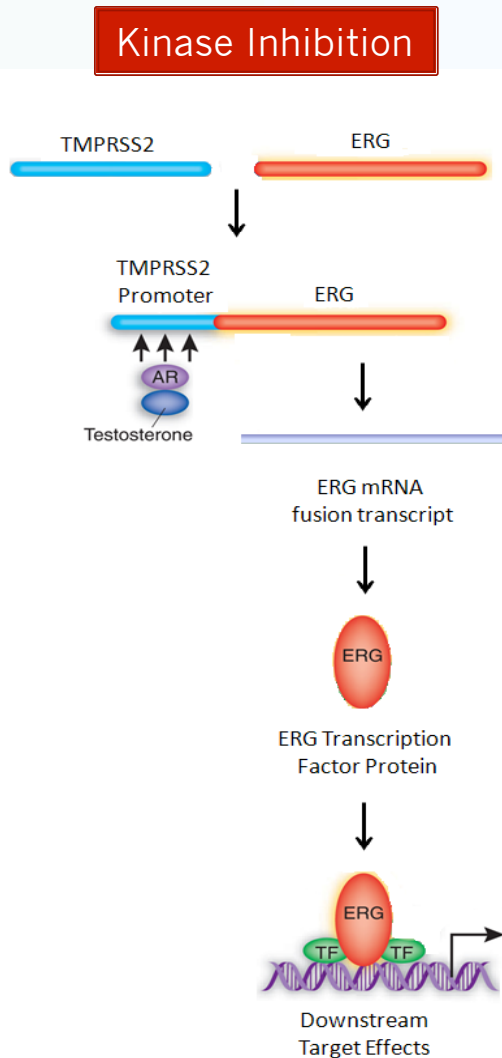 Kinase Inhibition
TMPRSS2
ERG
TMPRSS2
Promoter
ERG
AR
Testosterone
ERG mRNA
fusion transcript
ERG
ERG Transcription
Factor Protein
ERG
TF
TF
Downstream
Target Effects